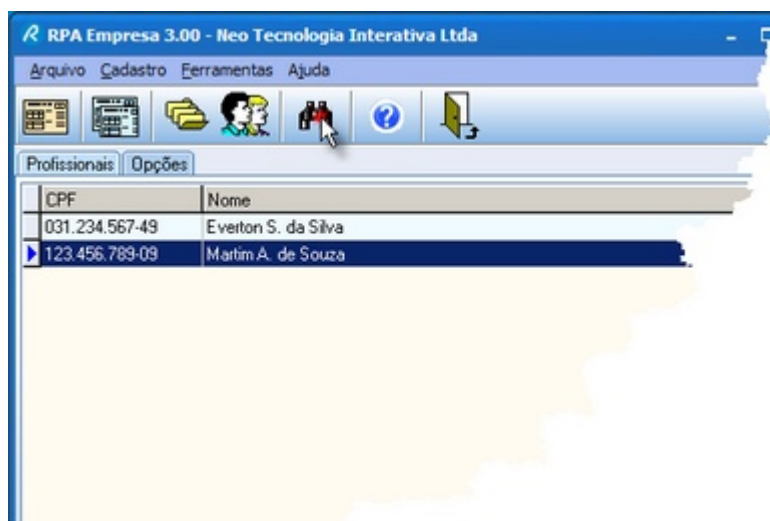 RPA Empresa 3.00 - Neo Tecnologia Interativa Ltda
Arquivo Cadastro Ferramentas Ajuda
Profissionais Opções
CPF Nome
031.234.567-49 Everton S. da Silva
123.456.789-09 Martim A. de Souza